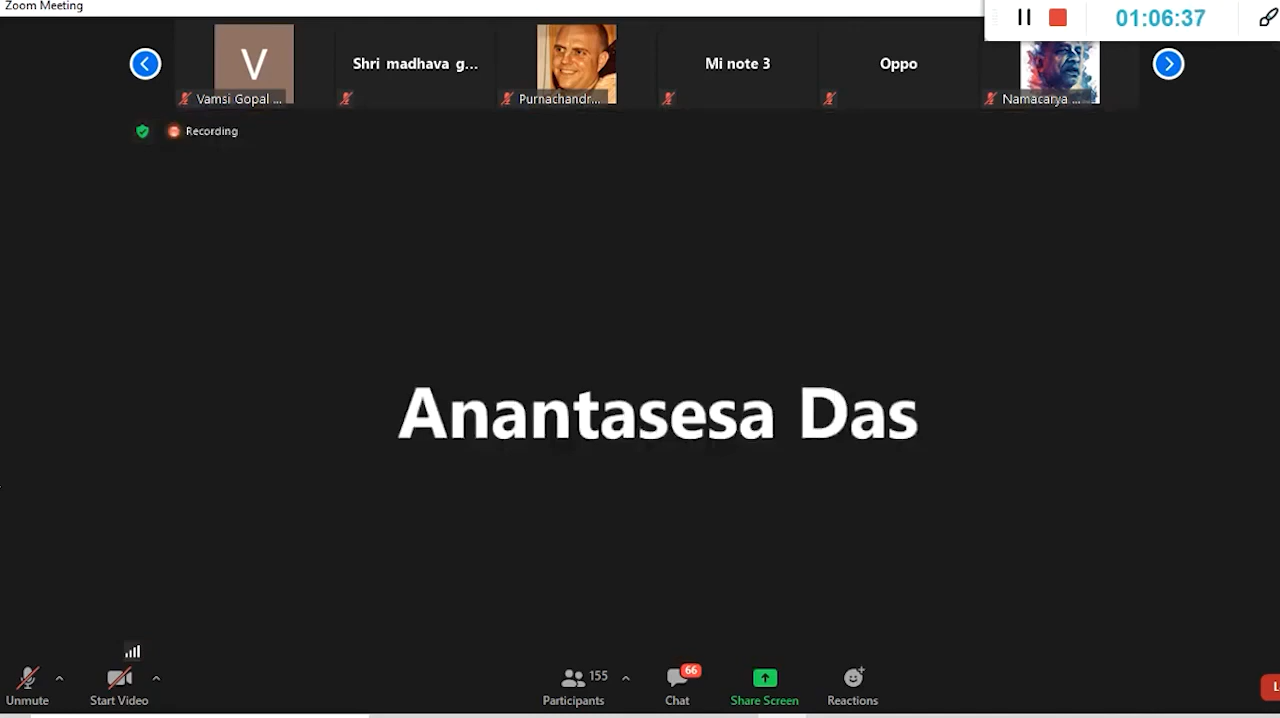 Zoom Meeting
01:06:37
V
Shri madhava g...
Mi note 3
Oppo
Vamsi Gopal ...
Purnachandr...
Namacarya ...
Recording
Anantasesa Das
155
66
Unmute
Start Video
Participants
Chat
Share Screen
Reactions
L